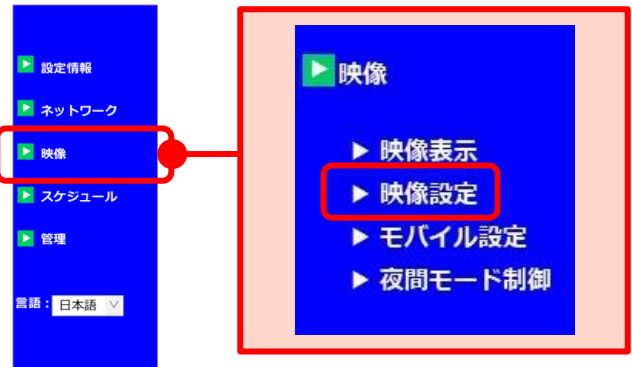 設定情報
ネットワーク
映像
スケジュール
管理
言語：日本語
映像
映像表示
映像設定
モバイル設定
夜間モード制御